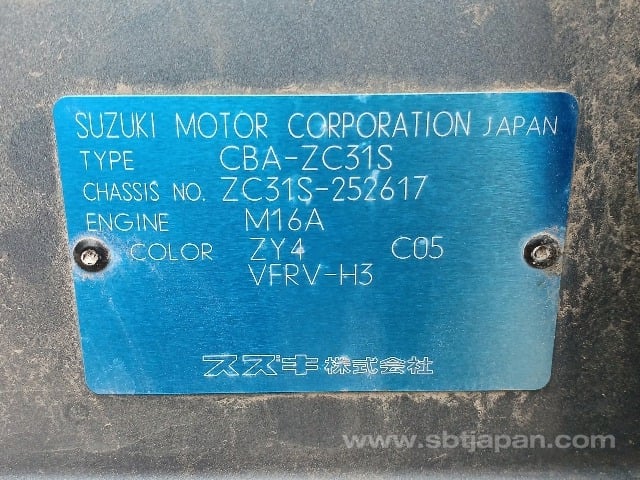 SUZUKI MOTOR CORPORATION JAPAN
TYPE CBA-ZC31S
CHASSIS NO. ZC31S-252617
ENGINE M16A
COLOR ZY4 C05
VFRV-H3
スズキ株式会社
www.sbtjapan.com